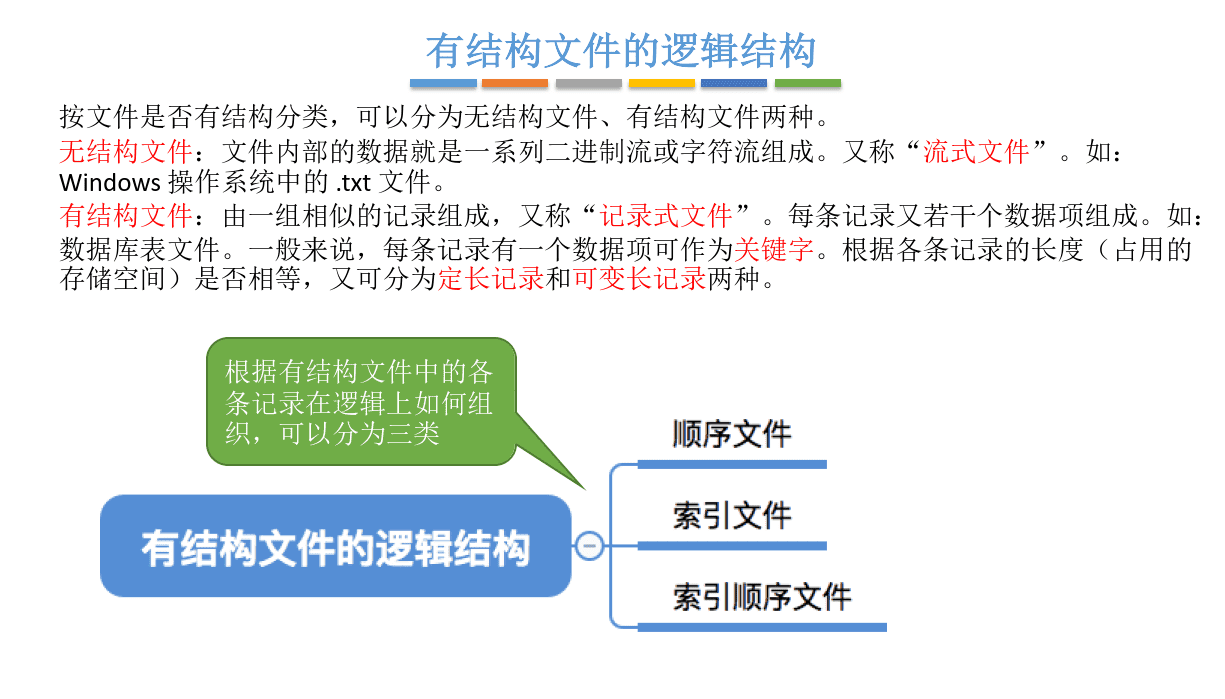 有结构文件的逻辑结构
按文件是否有结构分类，可以分为无结构文件、有结构文件两种。
无结构文件：文件内部的数据就是一系列二进制流或字符流组成。又称“流式文件”。如：
Windows 操作系统中的 .txt 文件。
有结构文件：由一组相似的记录组成，又称“记录式文件”。每条记录又若干个数据项组成。如：
数据库表文件。一般来说，每条记录有一个数据项可作为关键字。根据各条记录的长度（占用的
存储空间）是否相等，又可分为定长记录和可变长记录两种。
根据有结构文件中的各
条记录在逻辑上如何组
织，可以分为三类
有结构文件的逻辑结构
顺序文件
索引文件
索引顺序文件